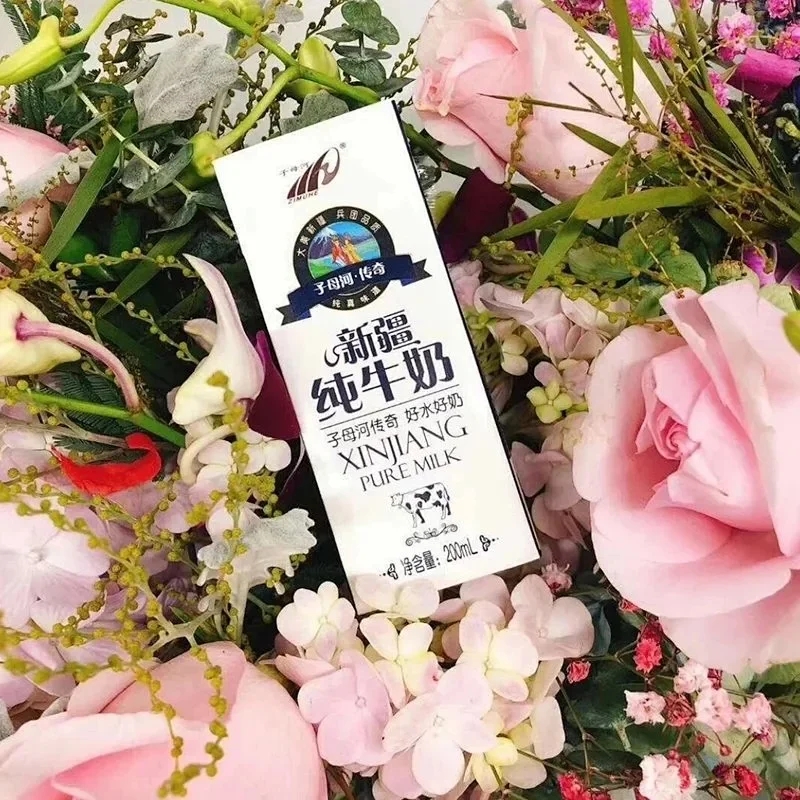 子母河®
ZIMUHE
大美新疆 兵团品质
子母河·传奇
纯真味道
新疆
纯牛奶
子母河传奇 好水好奶
XINJIANG
PURE MILK
净含量:200mL